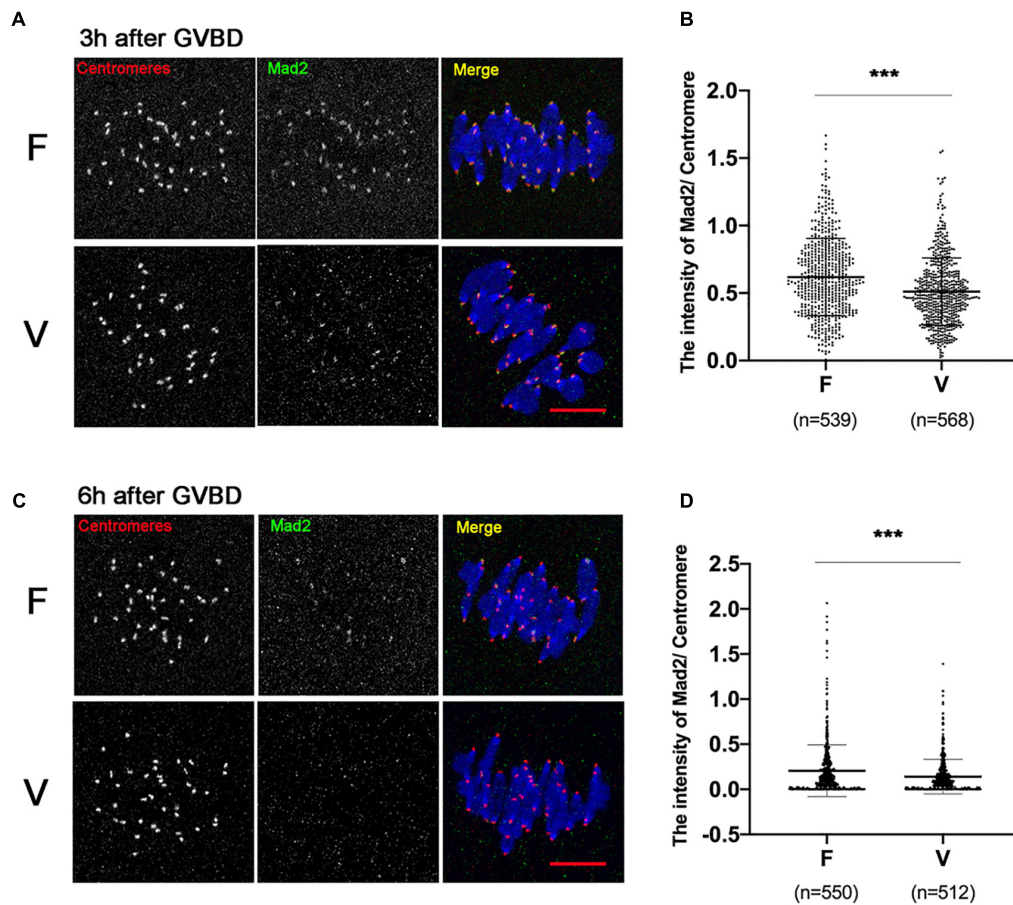 A
3h after GVBD
Centromeres
Mad2
Merge
F
V
B
The intensity of Mad2/ Centromere
***
2.0
1.5
1.0
0.5
0.0
F
V
(n=539)
(n=568)
C
6h after GVBD
Centromeres
Mad2
Merge
F
V
D
The intensity of Mad2/ Centromere
***
2.5
2.0
1.5
1.0
0.5
0.0
-0.5
F
V
(n=550)
(n=512)